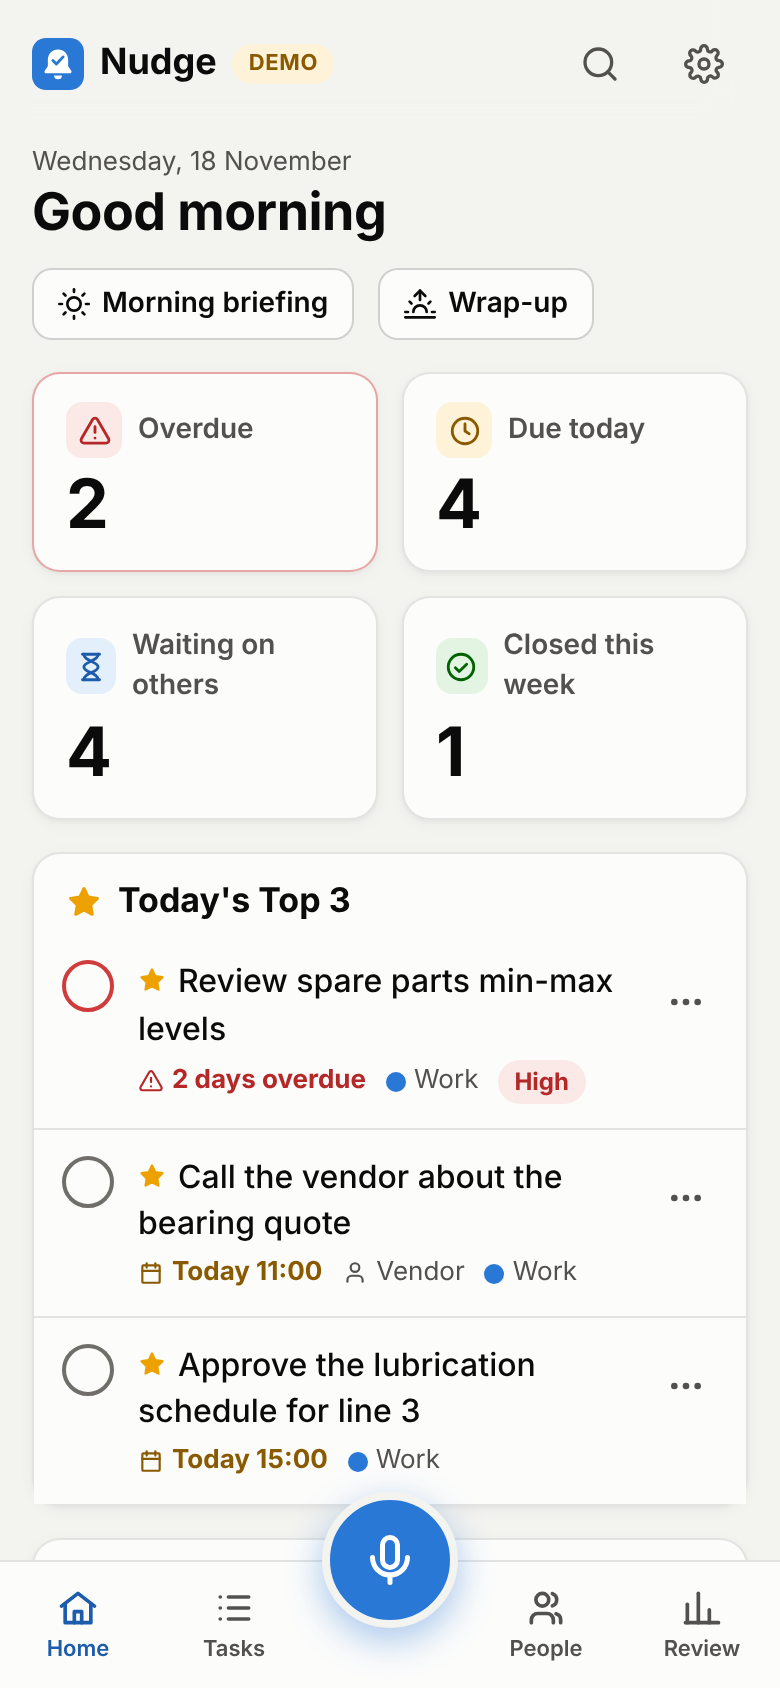 Nudge DEMO
Wednesday, 18 November
Good morning
Morning briefing
Wrap-up
Overdue
2
Due today
4
Waiting on
others
4
Closed this
week
1
Today's Top 3
Review spare parts min-max
levels
2 days overdue Work High
Call the vendor about the
bearing quote
Today 11:00 Vendor Work
Approve the lubrication
schedule for line 3
Today 15:00 Work
Home
Tasks
People
Review